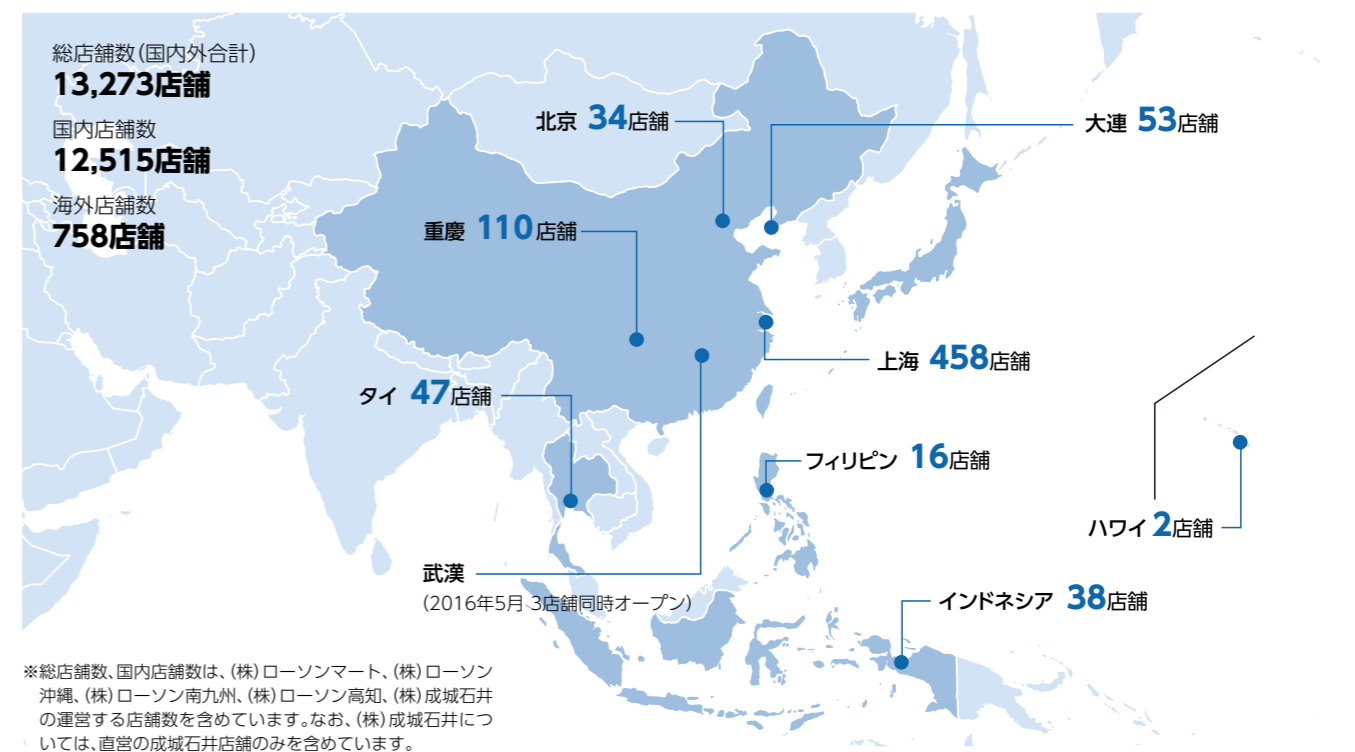 総店舗数(国内外合計)
13,273店舗
国内店舗数
12,515店舗
海外店舗数
758店舗
北京 34店舗
大連 53店舗
重慶 110店舗
上海 458店舗
タイ 47店舗
フィリピン 16店舗
ハワイ 2店舗
武漢
(2016年5月 3店舗同時オープン)
インドネシア 38店舗
※総店舗数、国内店舗数は、(株)ローソンマート、(株)ローソン
沖縄、(株)ローソン南九州、(株)ローソン高知、(株)成城石井
の運営する店舗数を含めています。なお、(株)成城石井につ
いては、直営の成城石井店舗のみを含めています。